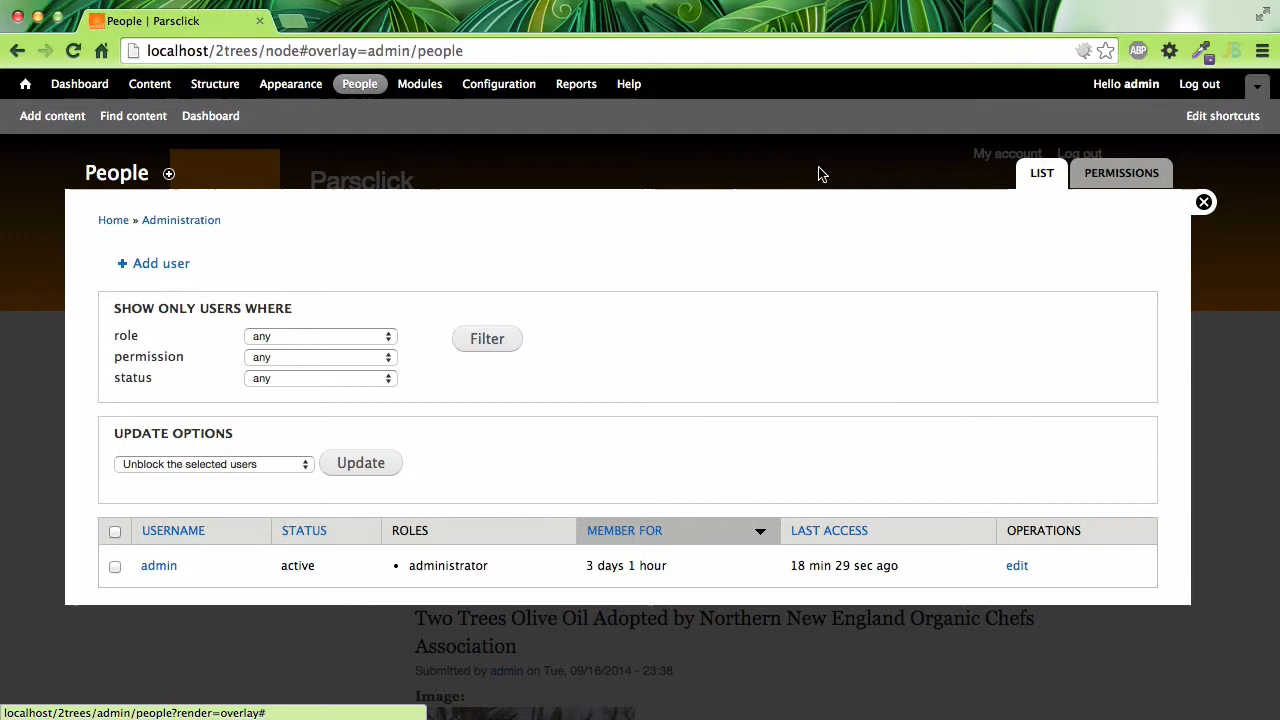 People | Parsclick
localhost/2trees/node#overlay=admin/people
ABP
Dashboard Content Structure Appearance People Modules Configuration Reports Help Hello admin Log out
Add content Find content Dashboard Edit shortcuts
My account Log out
People Parsclick LIST PERMISSIONS
Home » Administration
Add user
SHOW ONLY USERS WHERE
role any Filter
permission any
status any
UPDATE OPTIONS
Unblock the selected users Update
USERNAME STATUS ROLES MEMBER FOR LAST ACCESS OPERATIONS
admin active • administrator 3 days 1 hour 18 min 29 sec ago edit
Two Trees Olive Oil Adopted by Northern New England Organic Chefs
Association
Submitted by admin on Tue, 09/16/2014 - 23:38
Image:
localhost/2trees/admin/people?render=overlay#